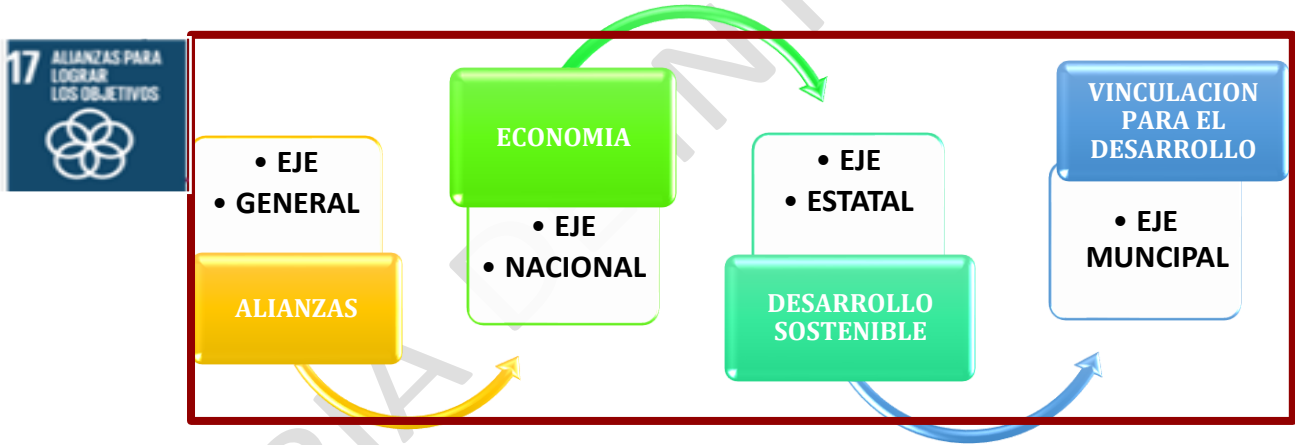 17 ALIANZAS PARA
LOGRAR
LOS OBJETIVOS
• EJE
• GENERAL
ALIANZAS
ECONOMIA
• EJE
• NACIONAL
• EJE
• ESTATAL
DESARROLLO
SOSTENIBLE
VINCULACION
PARA EL
DESARROLLO
• EJE
MUNCIPAL